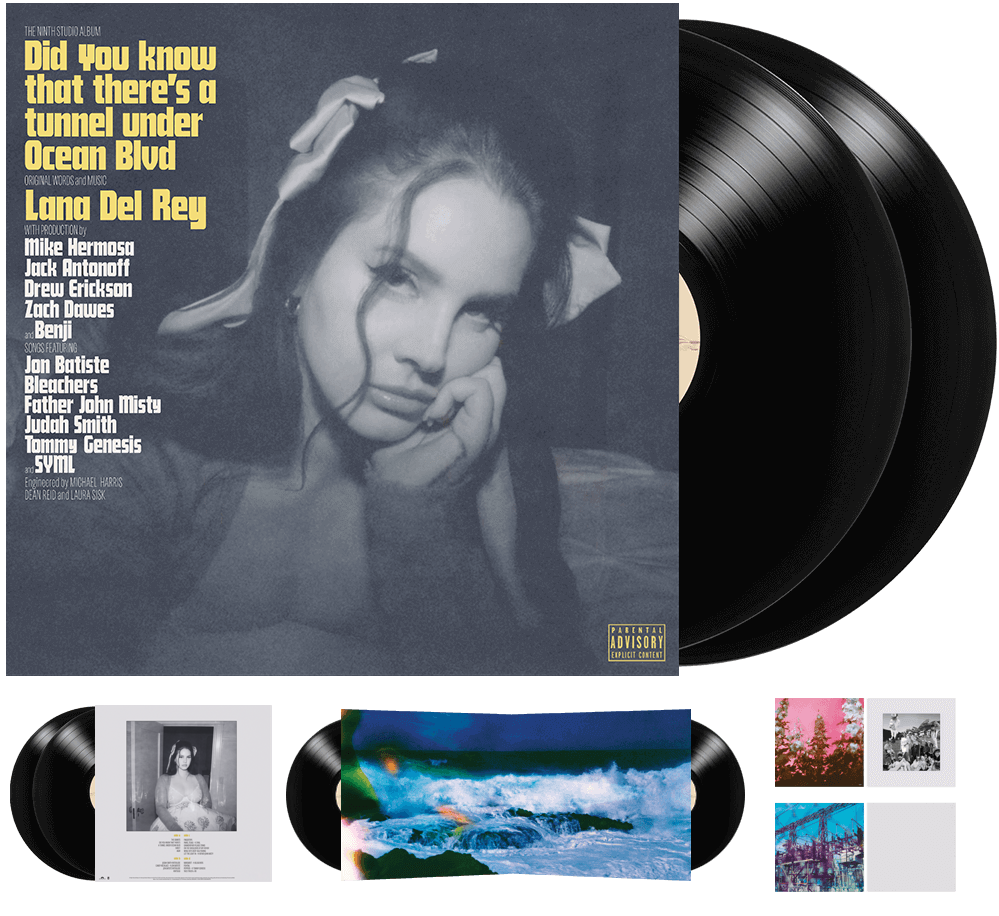 THE NINTH STUDIO ALBUM
Did you know
that there's a
tunnel under
Ocean Blvd
ORIGINAL WORDS and MUSIC
Lana Del Rey
WITH PRODUCTION by
Mike Hermosa
Jack Antonoff
Drew Erickson
Zach Dawes
and Benji
SONGS FEATURING
Jon Batiste
Bleachers
Father John Misty
Judah Smith
Tommy Genesis
and SYML
Engineered by MICHAEL HARRIS
DEAN REID and LAURA SISK
PARENTAL
ADVISORY
EXPLICIT CONTENT